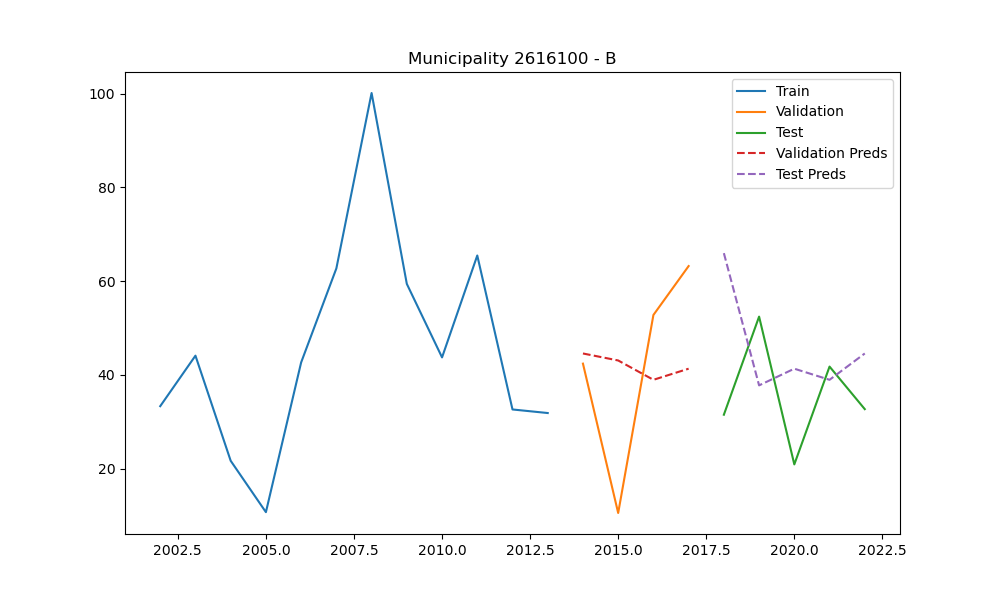 Municipality 2616100 - B
100
80
60
40
20
2002.5
2005.0
2007.5
2010.0
2012.5
2015.0
2017.5
2020.0
2022.5
Train
Validation
Test
Validation Preds
Test Preds